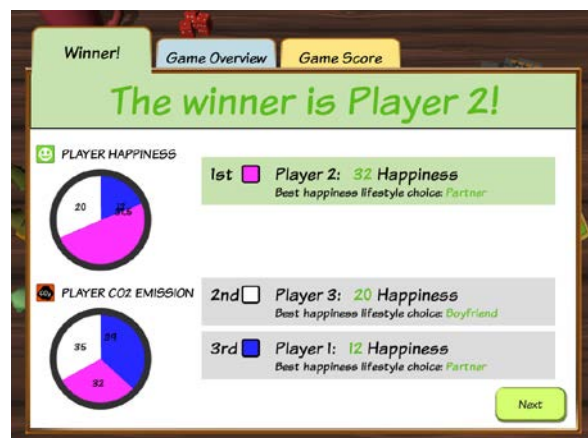 Winner!
Game Overview
Game Score
The winner is Player 2!
PLAYER HAPPINESS
20
1st Player 2: 32 Happiness
Best happiness lifestyle choice: Partner
PLAYER CO2 EMISSION
35
39
32
2nd Player 3: 20 Happiness
Best happiness lifestyle choice: Boyfriend
3rd Player 1: 12 Happiness
Best happiness lifestyle choice: Partner
Next